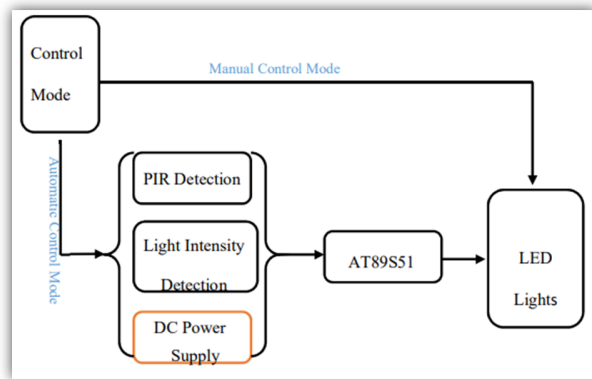 Control
Mode
Manual Control Mode
Automatic Control Mode
PIR Detection
Light Intensity
Detection
DC Power
Supply
AT89S51
LED
Lights